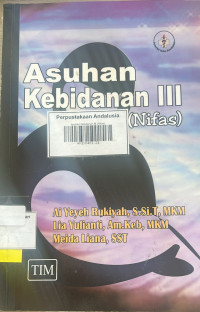 Asuhan
Kebidanan III
(Nifas)
Perpustakaan Andalusia
Ai Yeyeh Rukiyah, S.Si.T, MKM
Lia Yulianti, Am.Keb, MKM
Meida Liana, SST
TIM